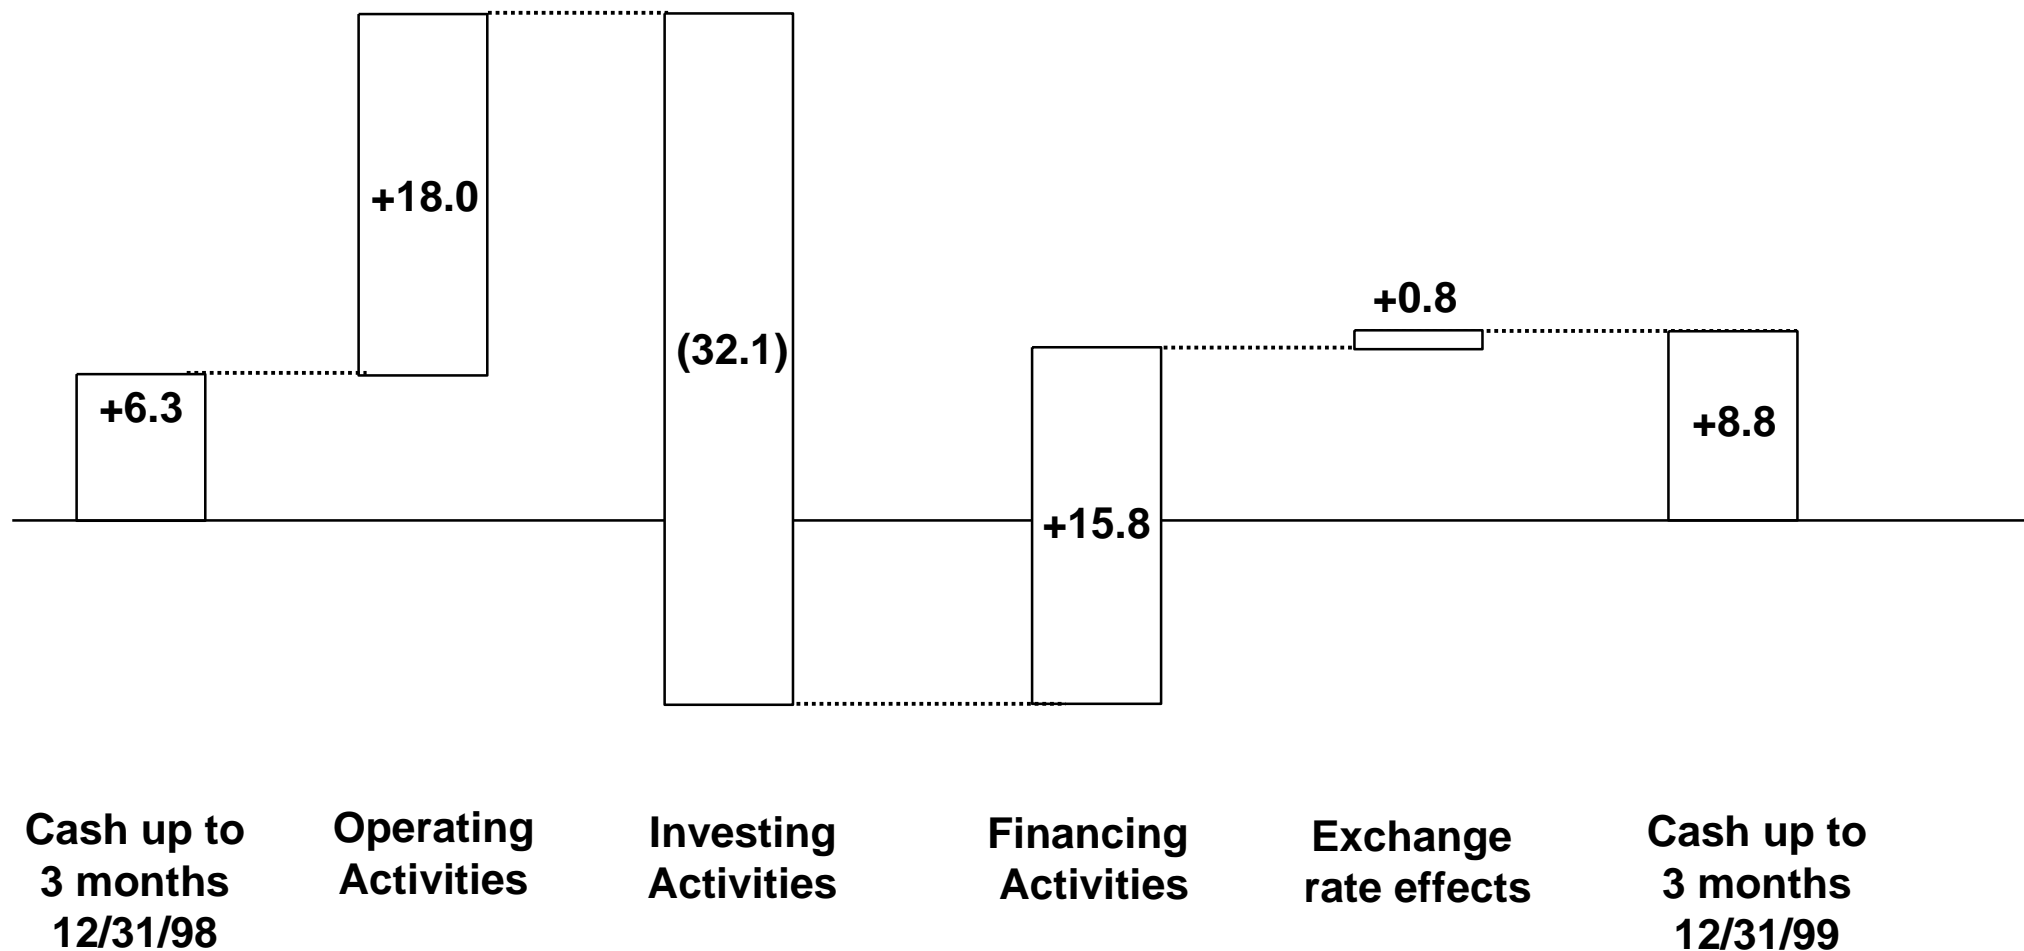 +18.0
+0.8
(32.1)
+6.3
+8.8
+15.8
Cash up to
3 months
12/31/98
Operating
Activities
Investing
Activities
Financing
Activities
Exchange
rate effects
Cash up to
3 months
12/31/99